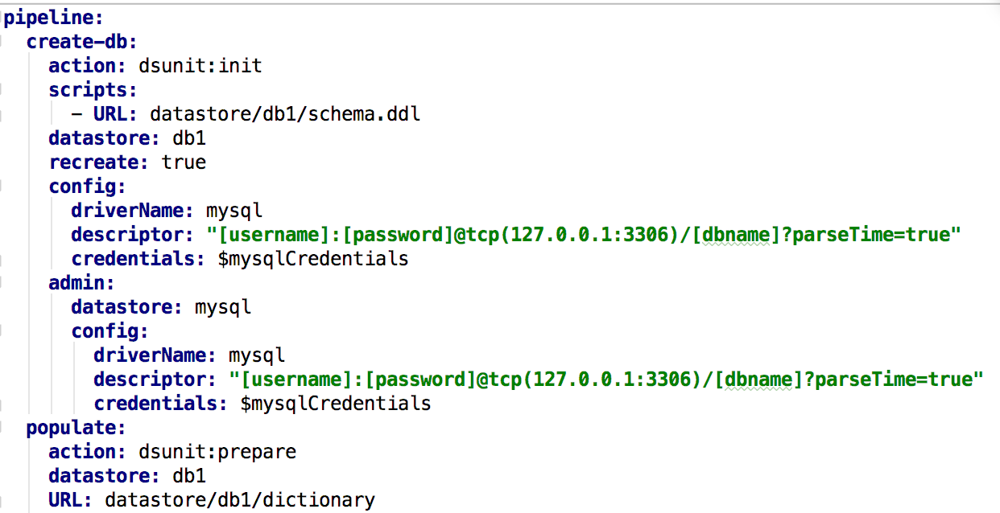 pipeline:
  create-db:
    action: dsunit:init
    scripts:
      - URL: datastore/db1/schema.ddl
    datastore: db1
    recreate: true
    config:
      driverName: mysql
      descriptor: "[username]:[password]@tcp(127.0.0.1:3306)/[dbname]?parseTime=true"
      credentials: $mysqlCredentials
    admin:
      datastore: mysql
      config:
        driverName: mysql
        descriptor: "[username]:[password]@tcp(127.0.0.1:3306)/[dbname]?parseTime=true"
        credentials: $mysqlCredentials
  populate:
    action: dsunit:prepare
    datastore: db1
    URL: datastore/db1/dictionary